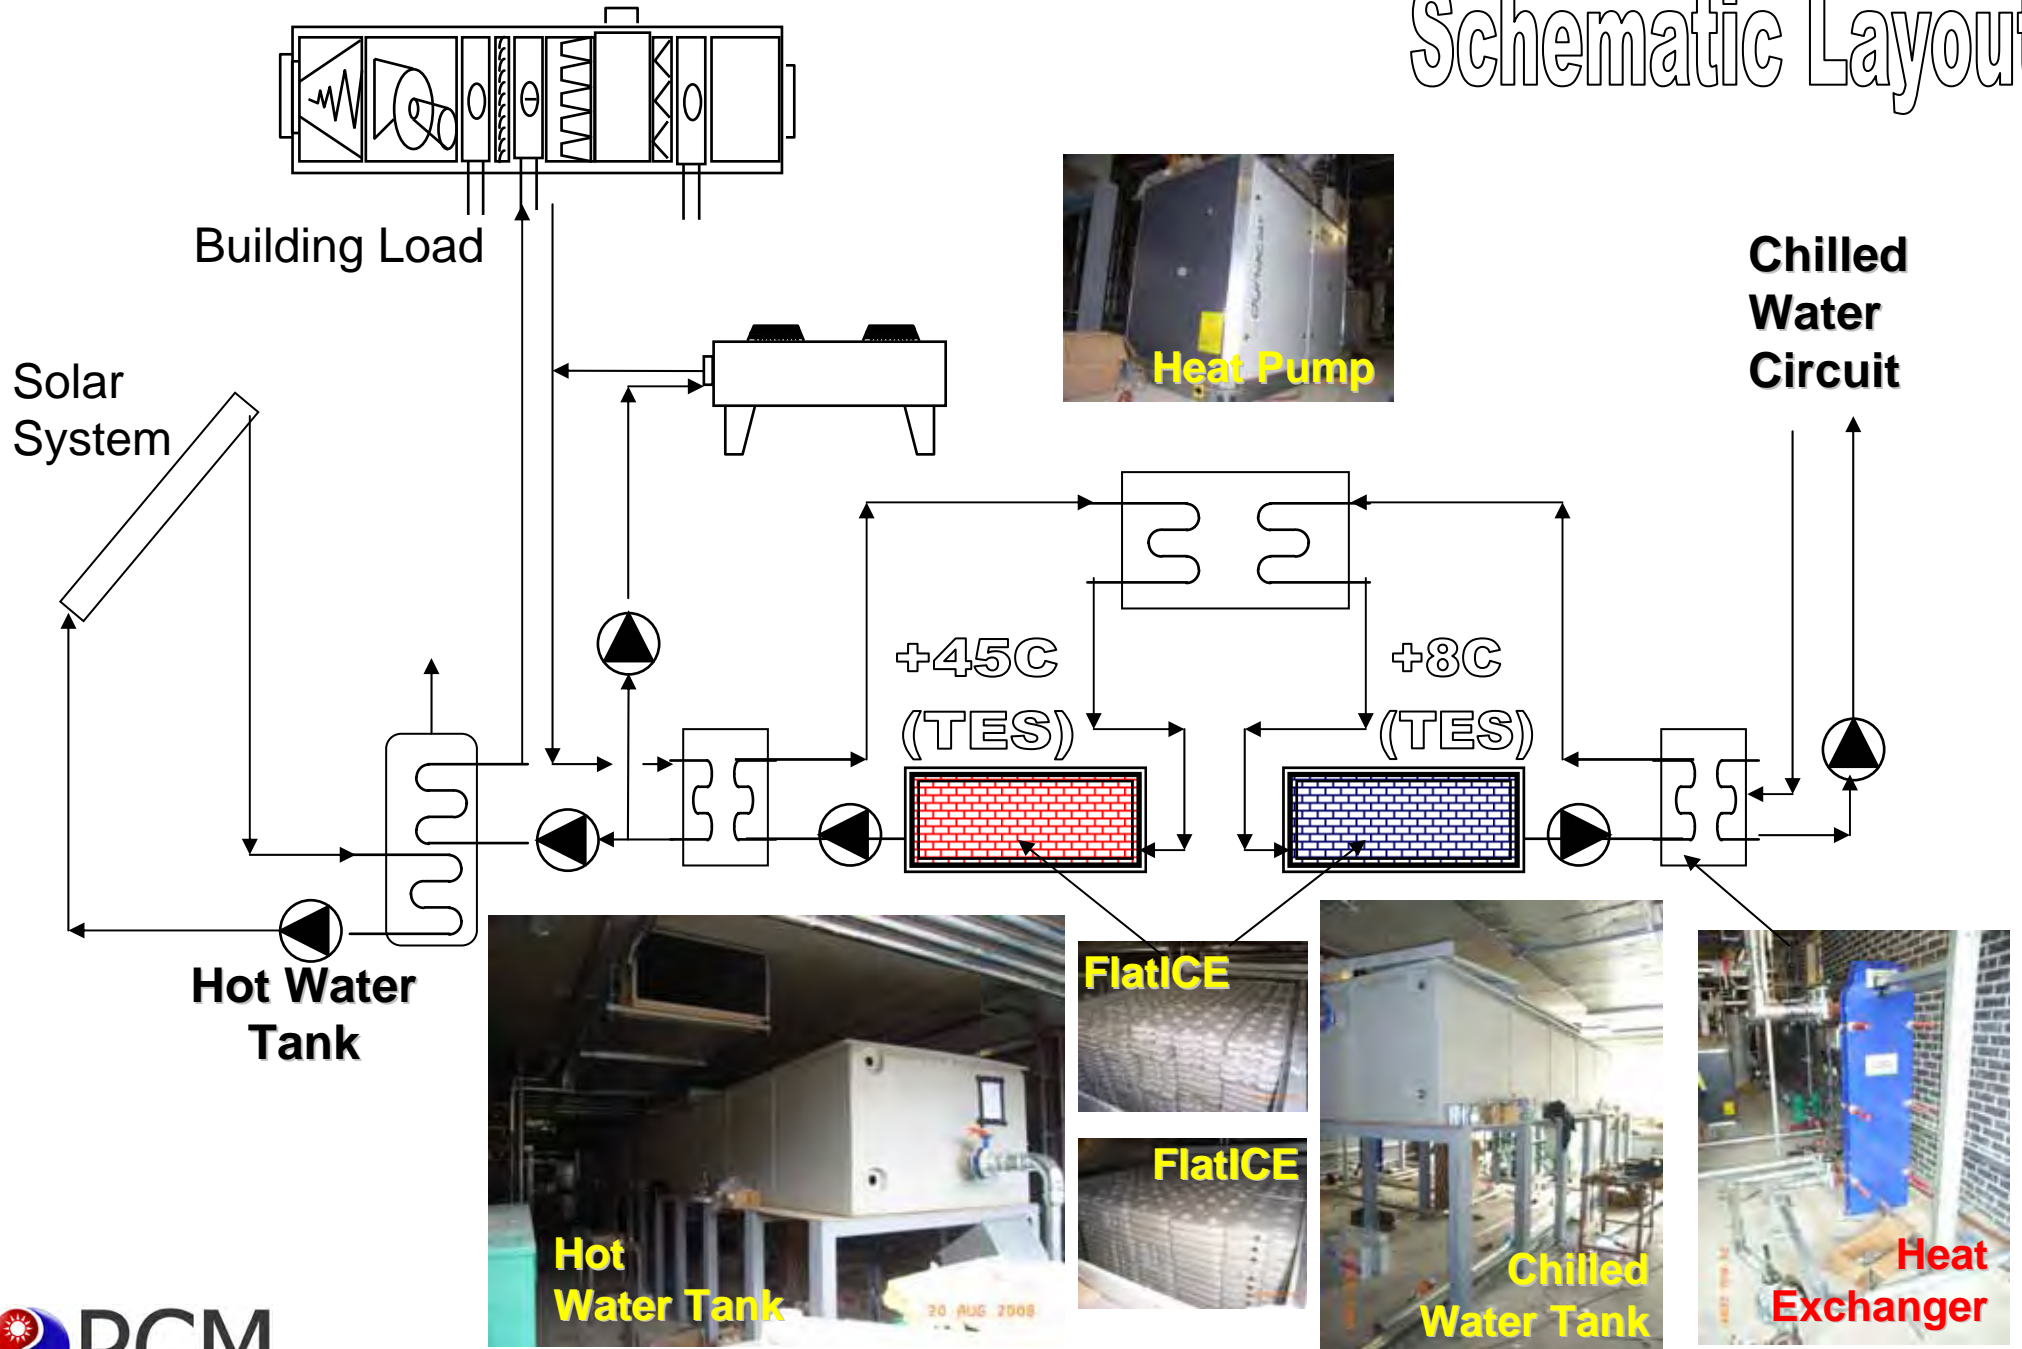 Schematic Layout
Building Load
Solar
System
Heat Pump
Chilled
Water
Circuit
+45C
(TES)
+8C
(TES)
Hot Water
Tank
FlatICE
FlatICE
Hot
Water Tank
20 AUG 2008
Chilled
Water Tank
Heat
Exchanger
PCM